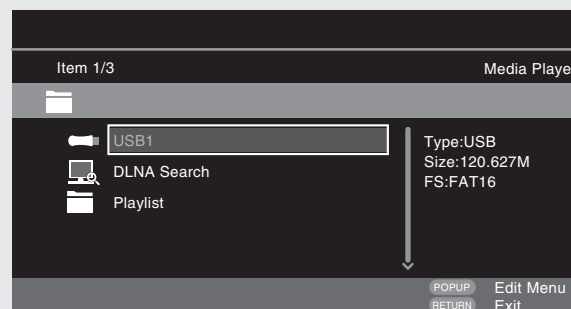 Item 1/3
Media Playe
USB1
DLNA Search
Playlist
Type:USB
Size:120.627M
FS:FAT16
POPUP Edit Menu
RETURN Exit